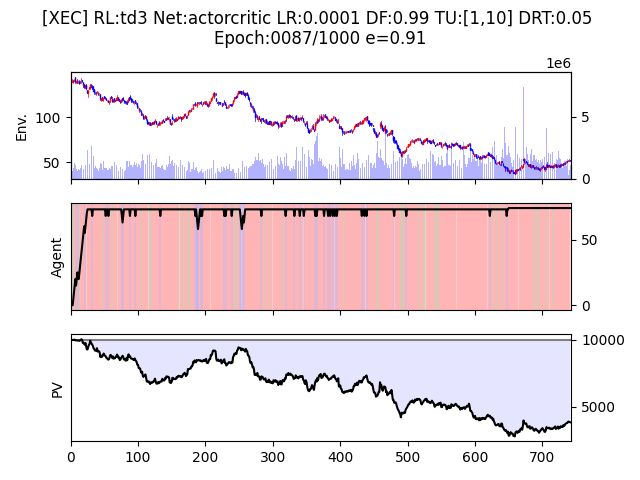 [XEC] RL:td3 Net:actorcritic LR:0.0001 DF:0.99 TU:[1,10] DRT:0.05
Epoch:0087/1000 e=0.91
1e6
Env.
100
50
5
0
Agent
50
0
PV
10000
5000
0 100 200 300 400 500 600 700